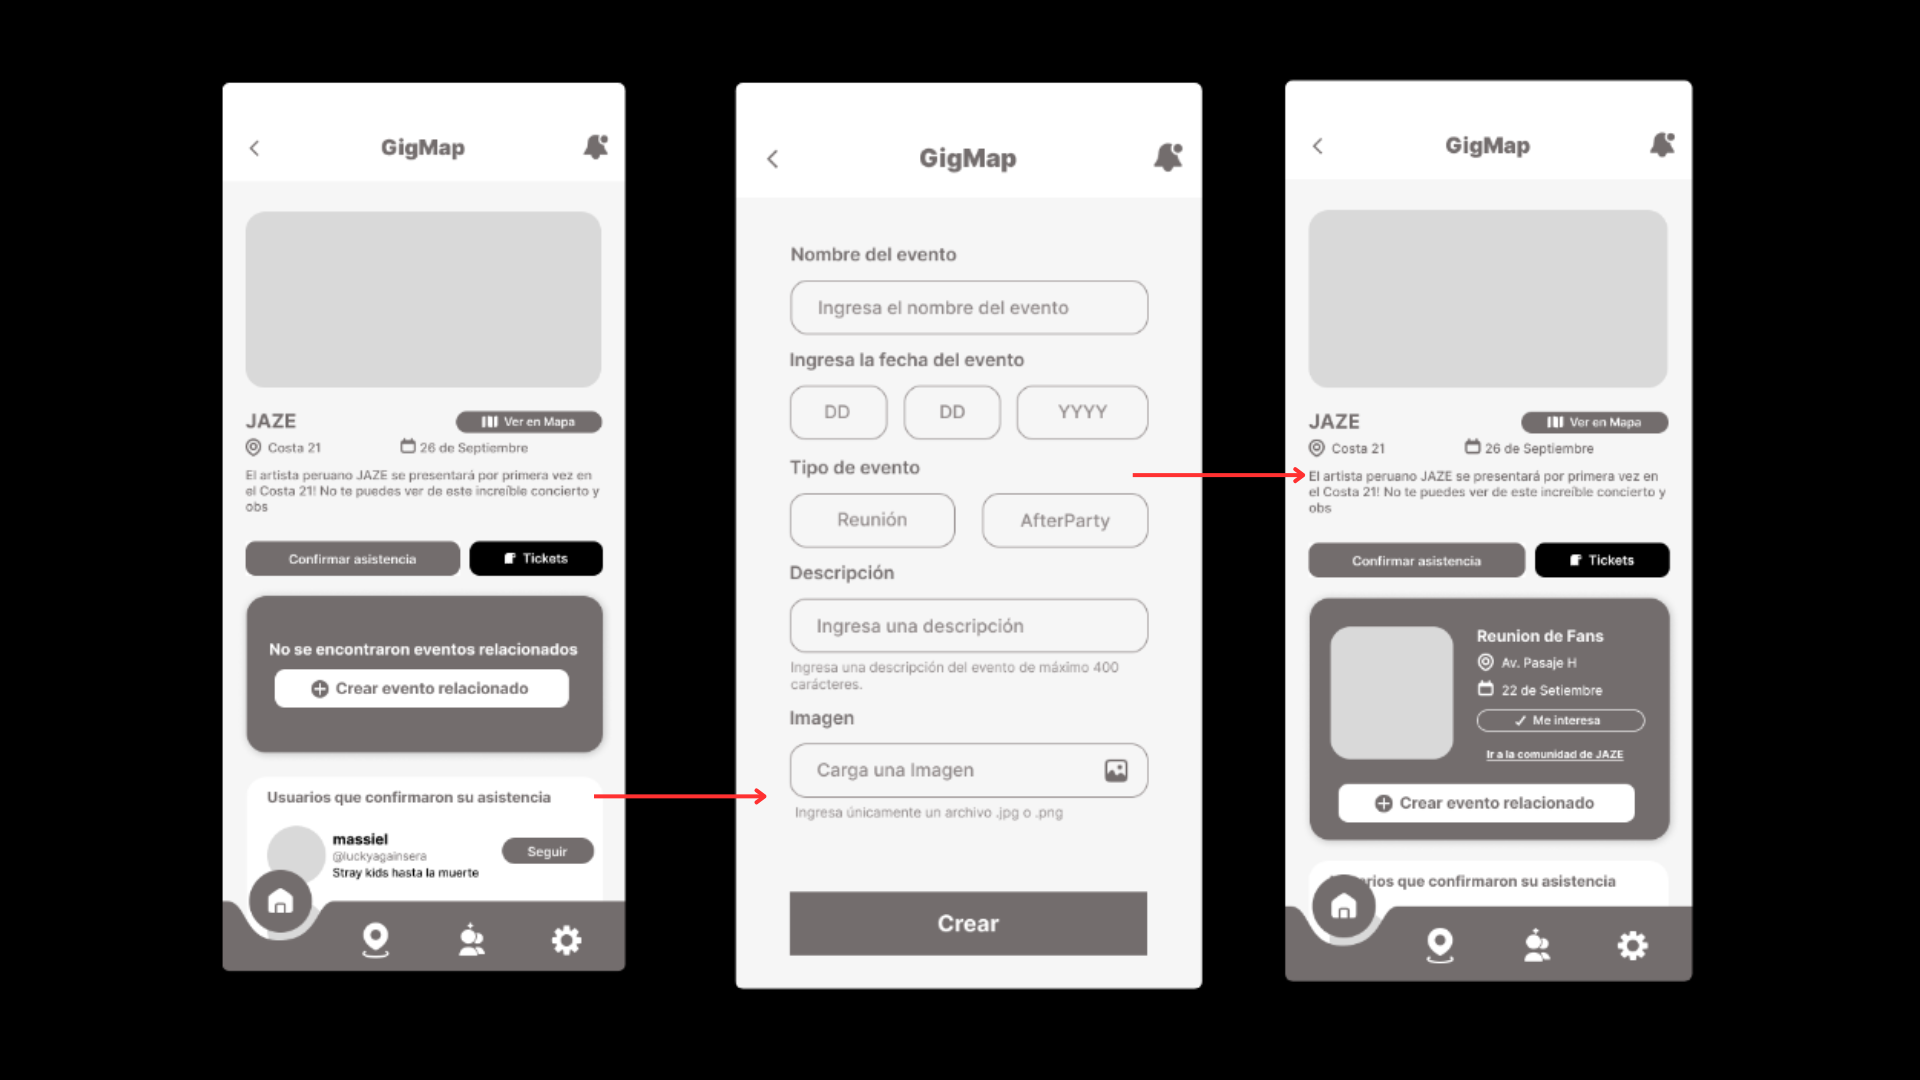 GigMap
JAZE
Ver en Mapa
Costa 21
26 de Septiembre
El artista peruano JAZE se presentará por primera vez en
el Costa 21! No te puedes ver de este increíble concierto y
obs
Confirmar asistencia
Tickets
No se encontraron eventos relacionados
Crear evento relacionado
Usuarios que confirmaron su asistencia
massiel
@luckyagainsera
Stray kids hasta la muerte
Seguir
GigMap
Nombre del evento
Ingresa el nombre del evento
Ingresa la fecha del evento
DD
DD
YYYY
Tipo de evento
Reunión
AfterParty
Descripción
Ingresa una descripción
Ingresa una descripción del evento de máximo 400
carácteres.
Imagen
Carga una Imagen
Ingresa únicamente un archivo .jpg o .png
Crear
GigMap
JAZE
Ver en Mapa
Costa 21
26 de Septiembre
El artista peruano JAZE se presentará por primera vez en
el Costa 21! No te puedes ver de este increíble concierto y
obs
Confirmar asistencia
Tickets
Reunion de Fans
Av. Pasaje H
22 de Setiembre
Me interesa
Ir a la comunidad de JAZE
Crear evento relacionado
que confirmaron su asistencia